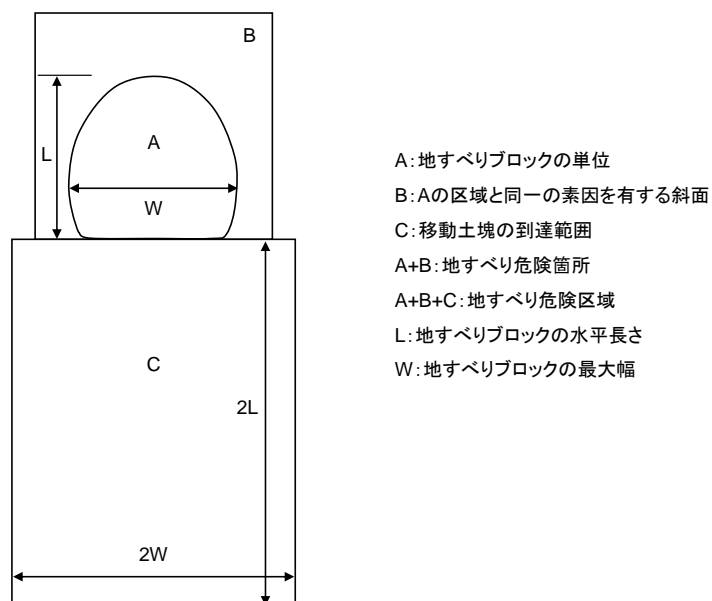 B
A
L
W
C
2L
2W
A:地すべりブロックの単位
B:Aの区域と同一の素因を有する斜面
C:移動土塊の到達範囲
A+B:地すべり危険箇所
A+B+C:地すべり危険区域
L:地すべりブロックの水平長さ
W:地すべりブロックの最大幅